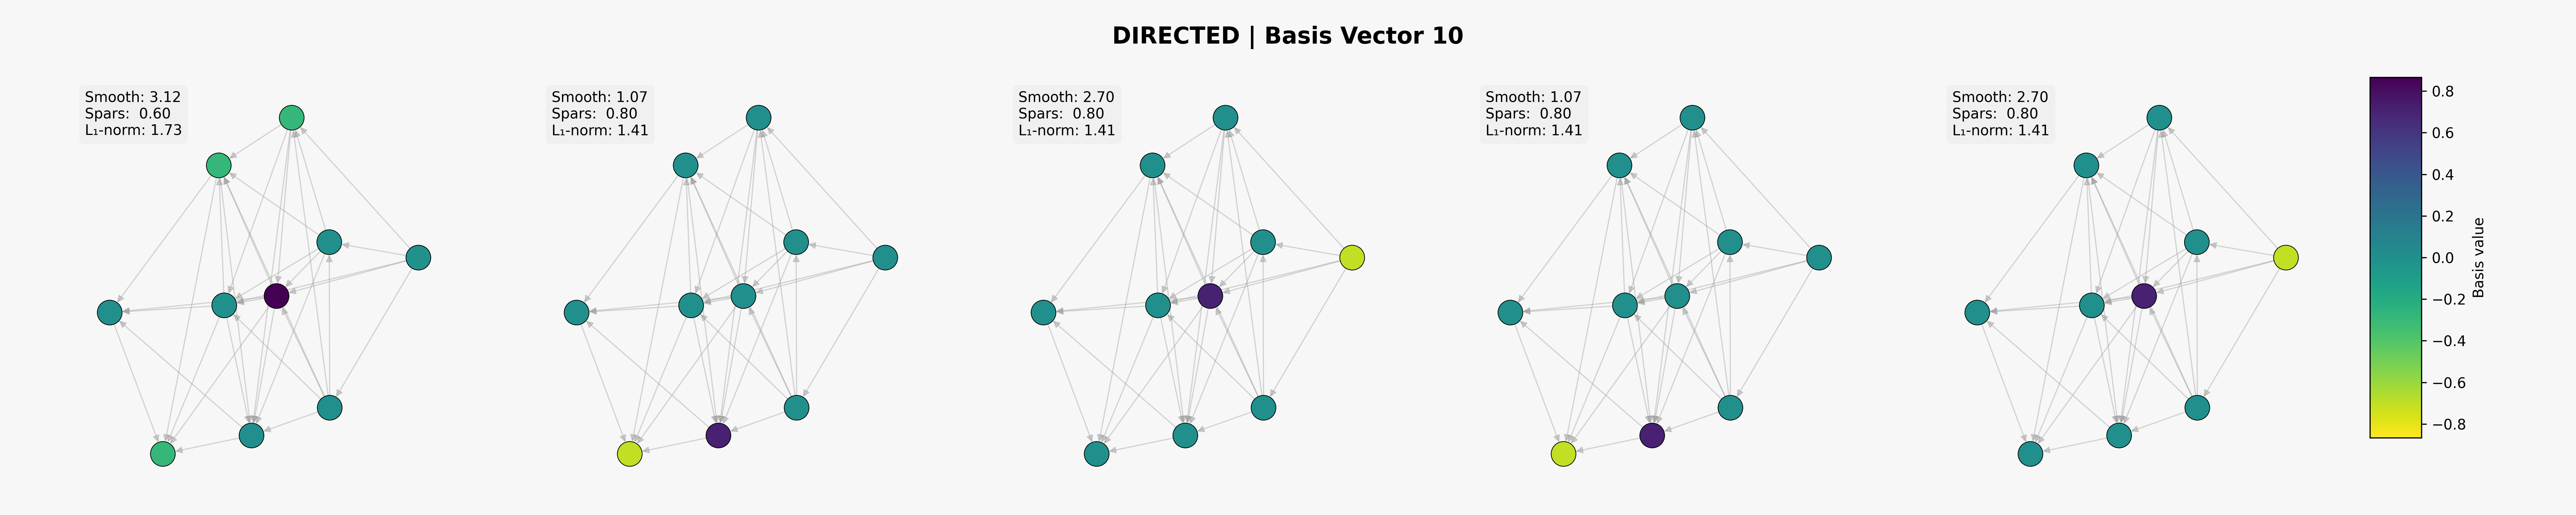 DIRECTED | Basis Vector 10
Smooth: 3.12
Spars:  0.60
L₁-norm: 1.73
Smooth: 1.07
Spars:  0.80
L₁-norm: 1.41
Smooth: 2.70
Spars:  0.80
L₁-norm: 1.41
Smooth: 1.07
Spars:  0.80
L₁-norm: 1.41
Smooth: 2.70
Spars:  0.80
L₁-norm: 1.41
0.8
0.6
0.4
0.2
0.0
−0.2
−0.4
−0.6
−0.8
Basis value